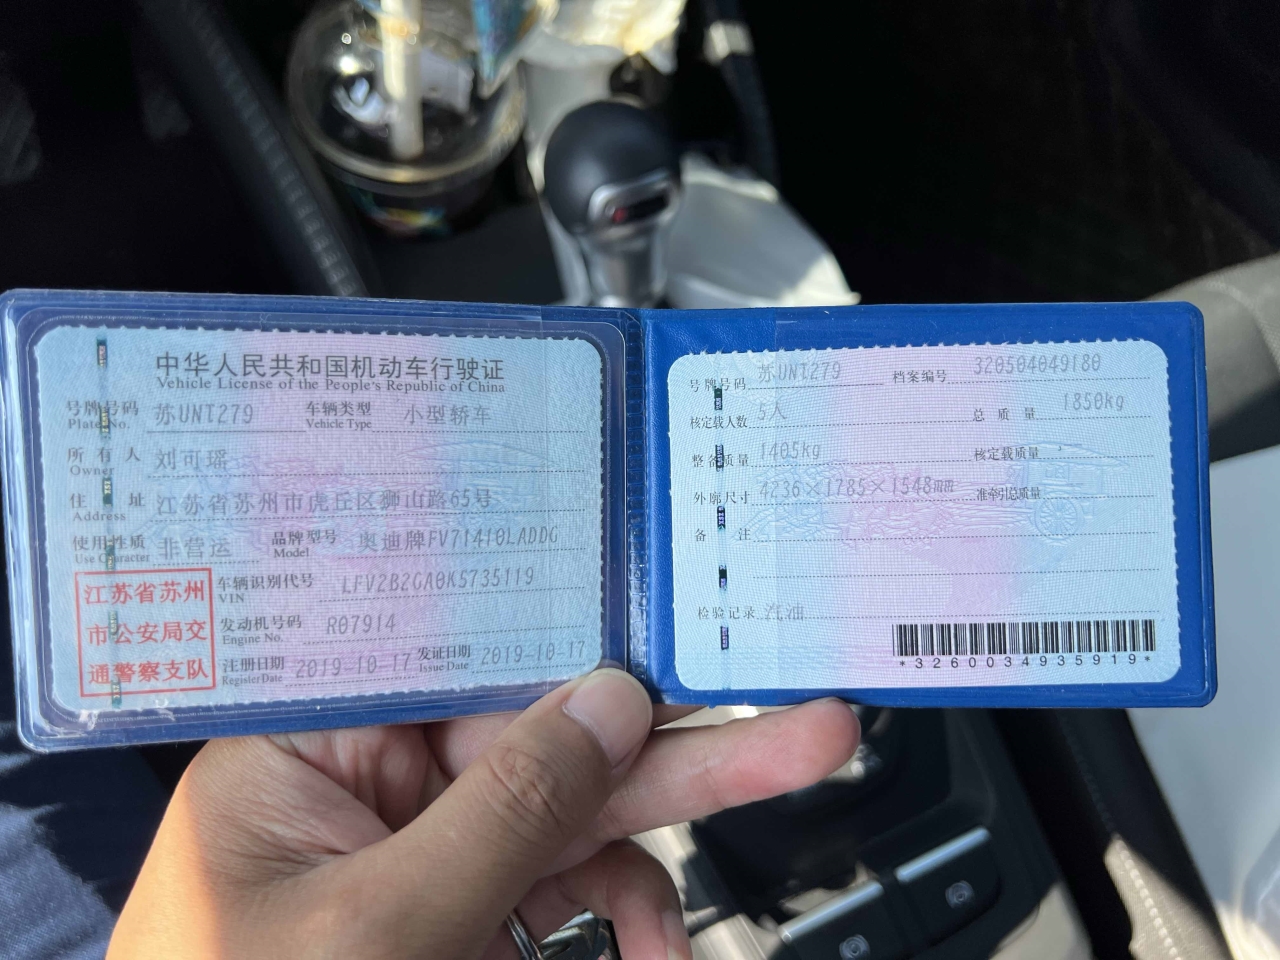 中华人民共和国机动车行驶证
Vehicle License of the People's Republic of China
号牌号码 苏UNT279 车辆类型 小型轿车
Plate No. Vehicle Type
所有人 刘可瑶
Owner
住址 江苏省苏州市虎丘区狮山路65号
Address
使用性质 非营运 品牌型号 奥迪牌FV71410LADDG
Use Character Model
江苏省苏州
市公安局交
通警察支队
车辆识别代号 LFV2B2GA0K5735119
VIN
发动机号码 R07914
Engine No.
注册日期 2019-10-17 发证日期 2019-10-17
Register Date Issue Date
号牌号码 苏UNT279 档案编号 320504049180
核定载人数 5人 总质量 1850kg
整备质量 1405kg 核定载质量
外廓尺寸 4236×1785×1548mm 准牵引总质量
备注
检验记录 汽油
*3260034935919*